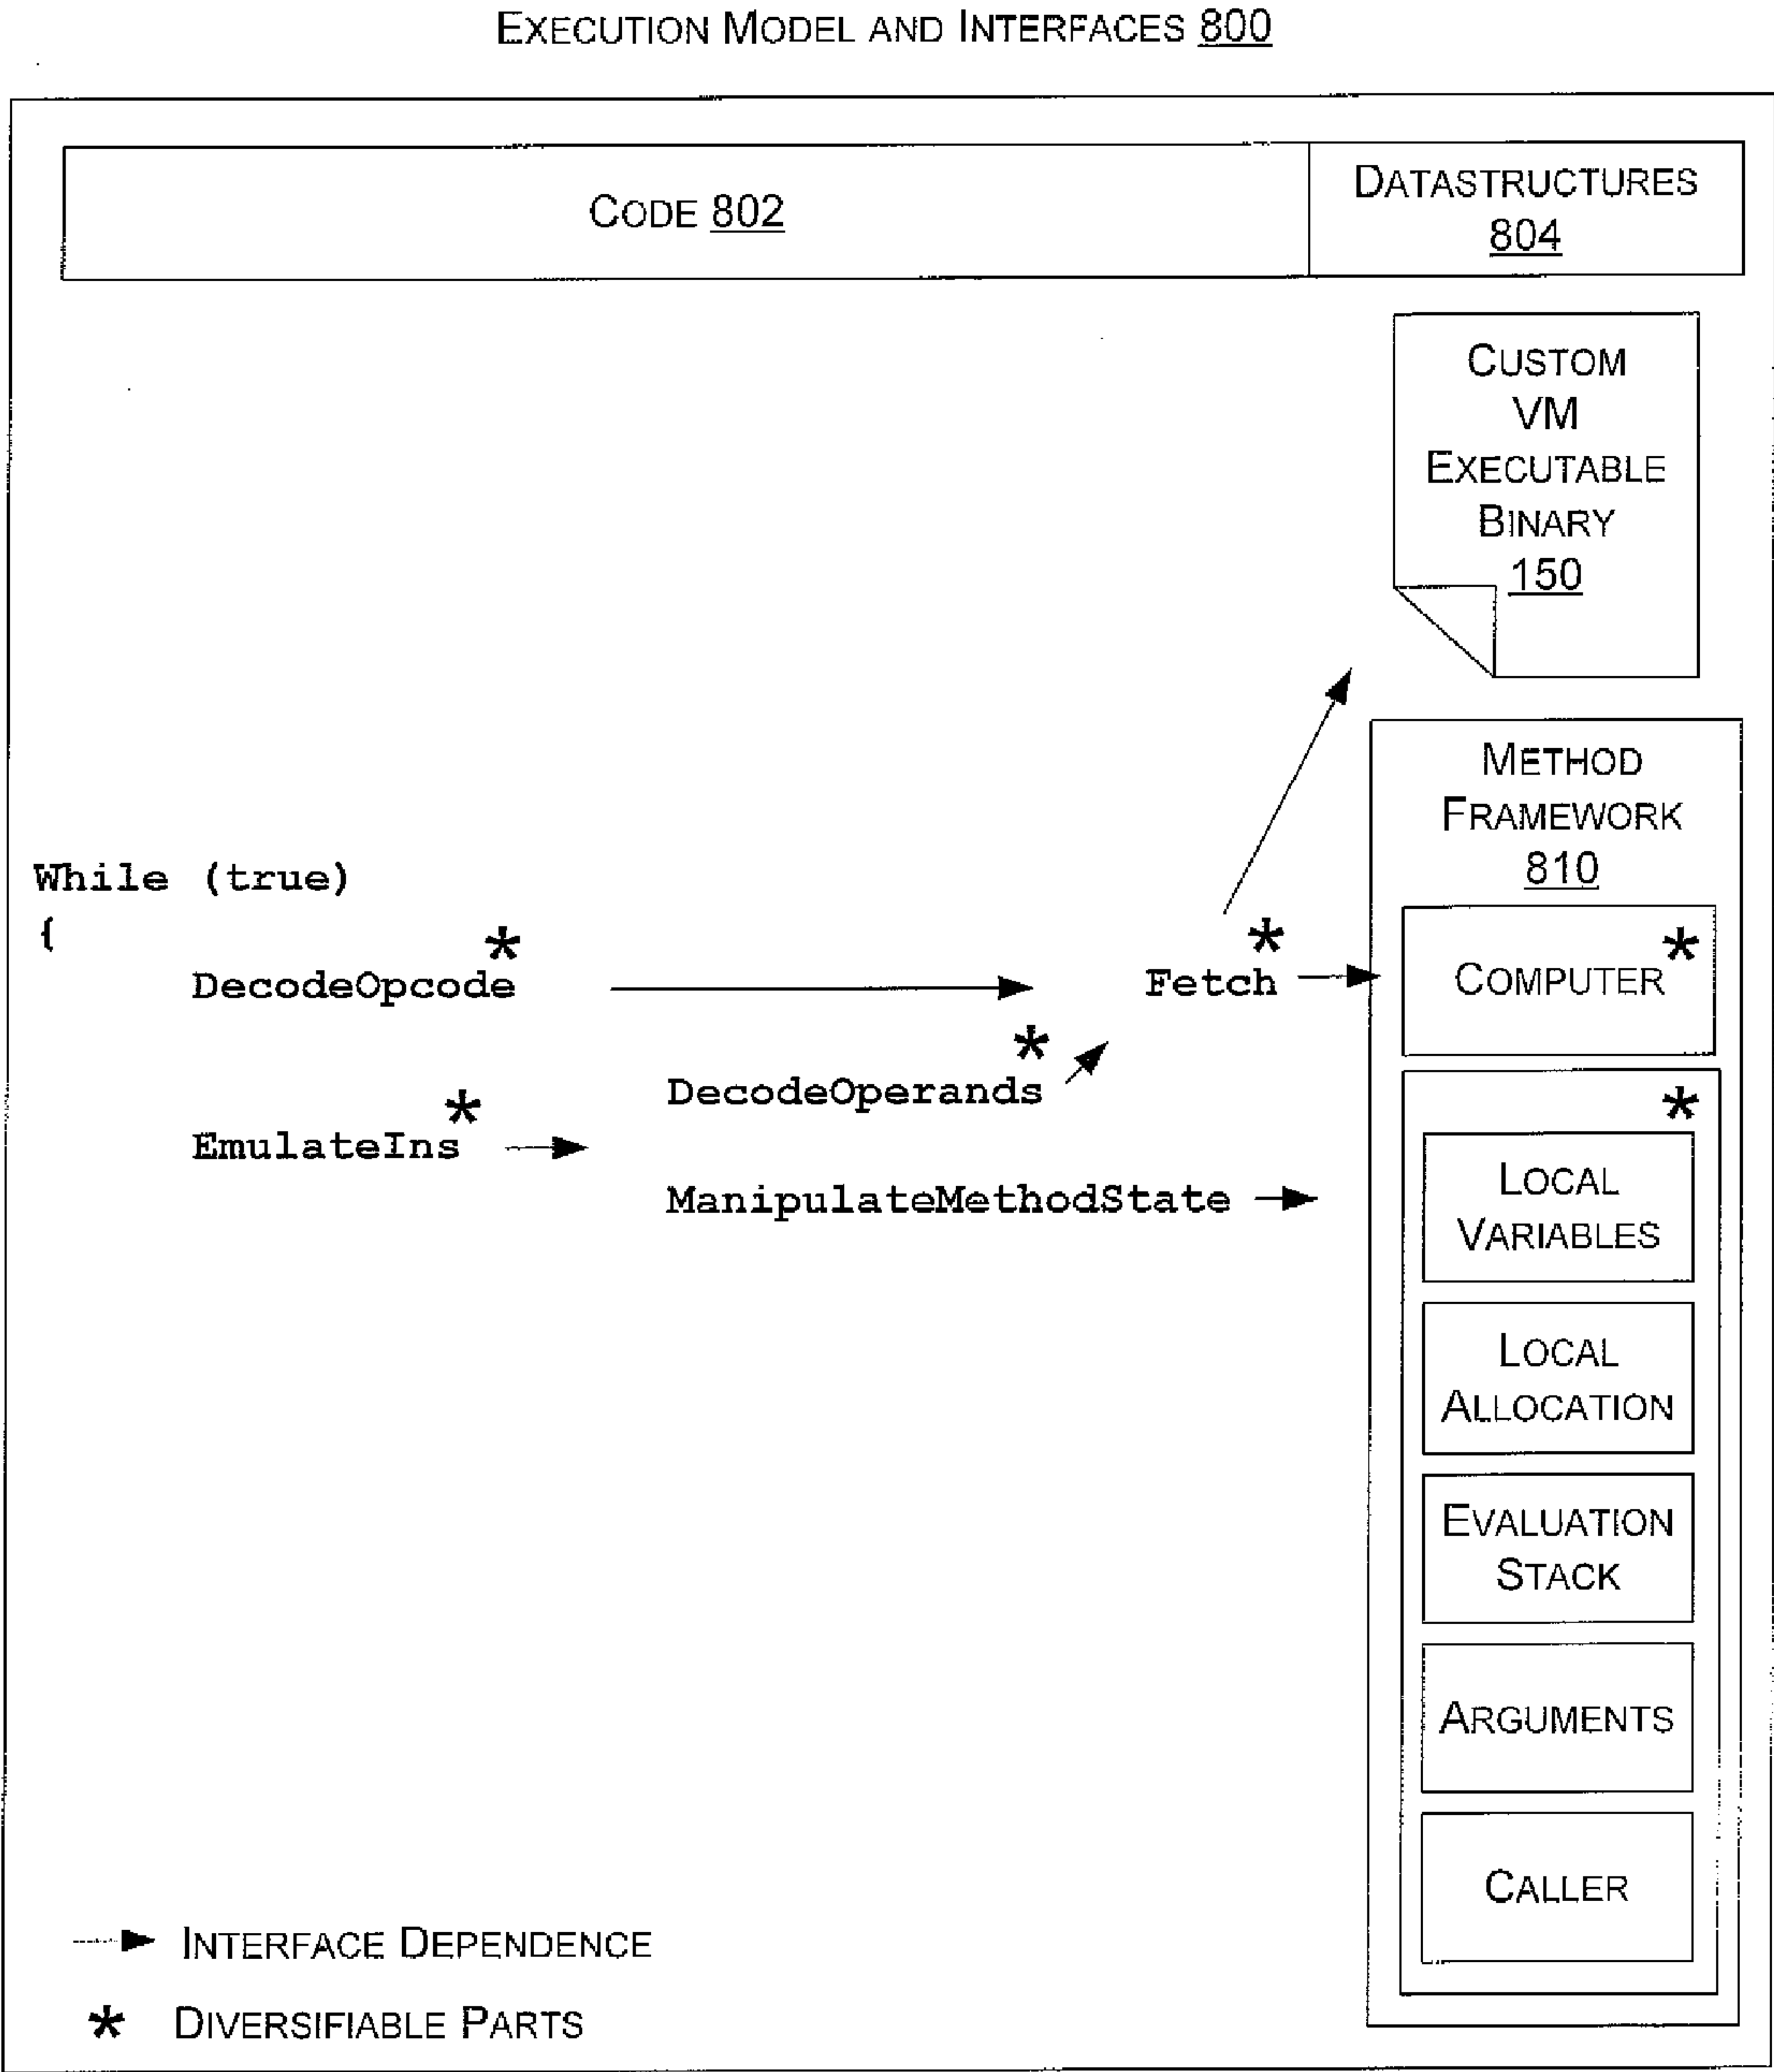 EXECUTION MODEL AND INTERFACES 800
CODE 802
DATASTRUCTURES
804
CUSTOM
VM
EXECUTABLE
BINARY
150
METHOD
FRAMEWORK
810
While (true)
{
DecodeOpcode*
Fetch*
COMPUTER*
DecodeOperands*
EmulateIns*
ManipulateMethodState
*
LOCAL
VARIABLES
LOCAL
ALLOCATION
EVALUATION
STACK
ARGUMENTS
CALLER
INTERFACE DEPENDENCE
* DIVERSIFIABLE PARTS